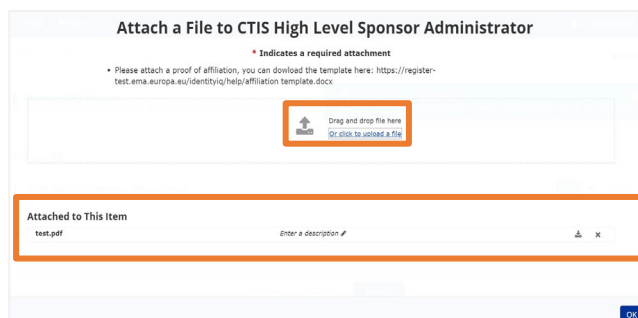 Attach a File to CTIS High Level Sponsor Administrator
* Indicates a required attachment
• Please attach a proof of affiliation, you can dowload the template here: https://register-
test.ema.europa.eu/identityiq/help/affiliation template.docx
Drag and drop file here
Or click to upload a file
Attached to This Item
test.pdf Enter a description
OK